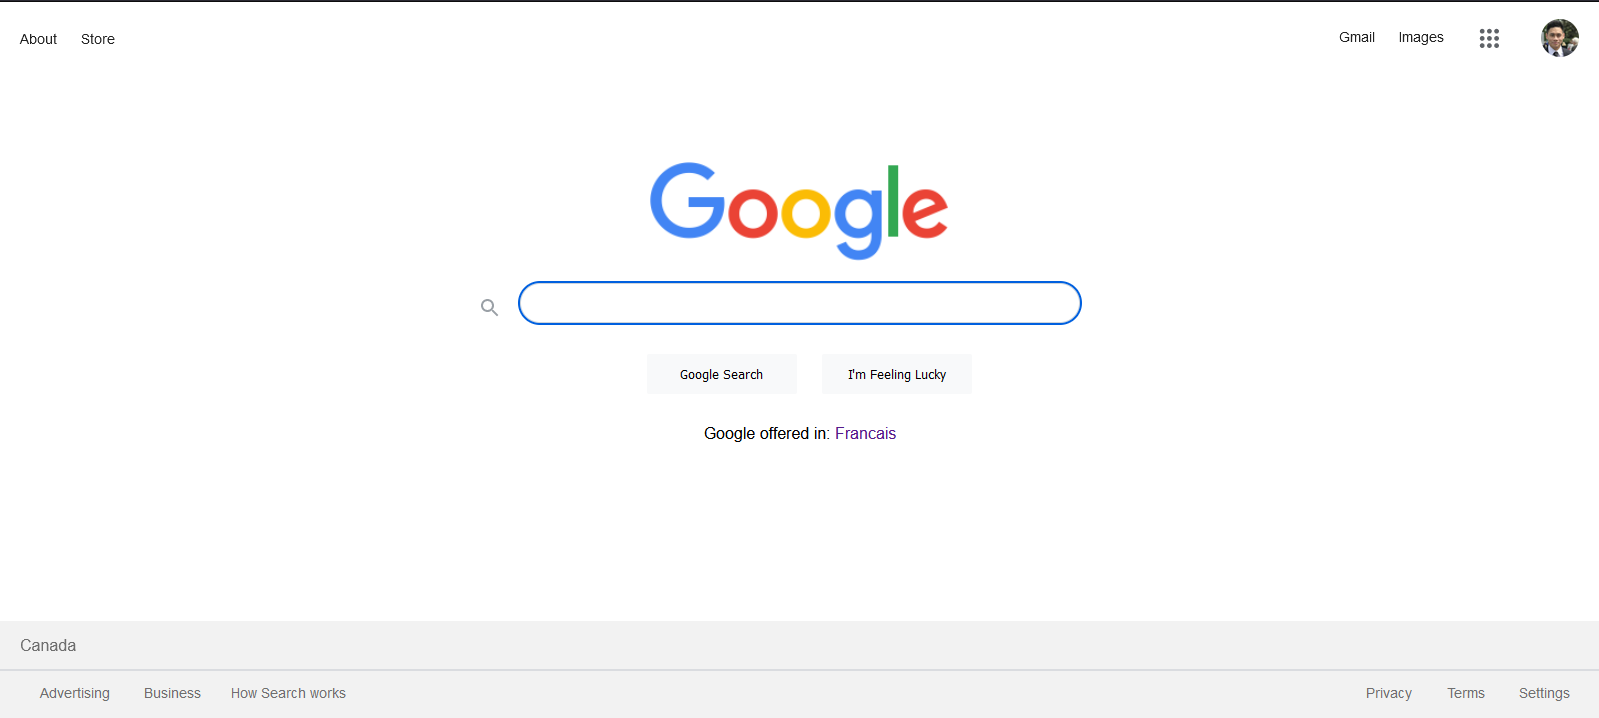 About Store Gmail Images
Google
Google Search I'm Feeling Lucky
Google offered in: Francais
Canada
Advertising Business How Search works Privacy Terms Settings